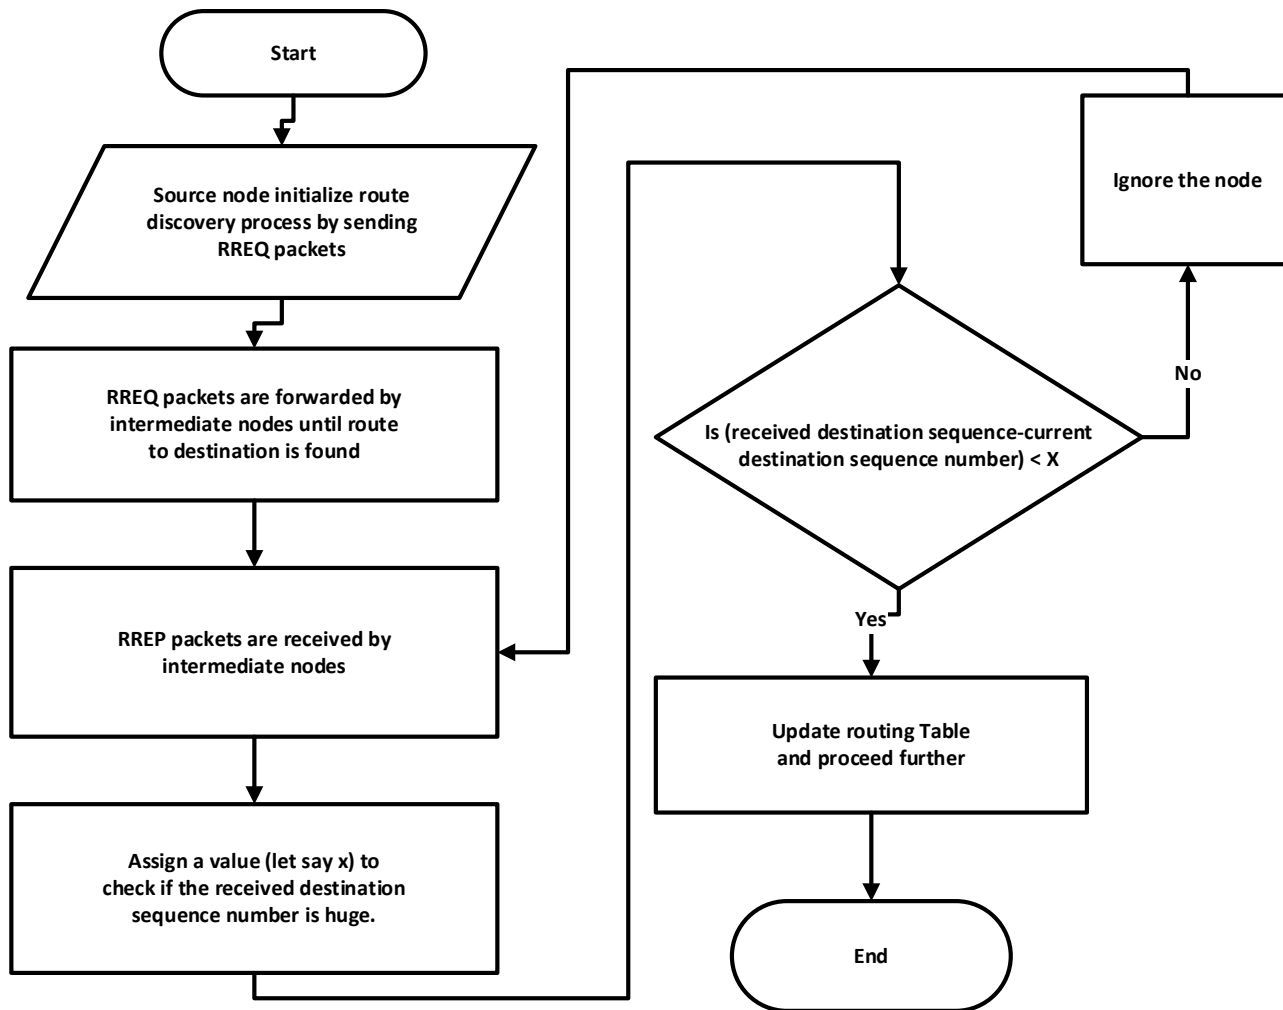 Start
Source node initialize route
discovery process by sending
RREQ packets
RREQ packets are forwarded by
intermediate nodes until route
to destination is found
RREP packets are received by
intermediate nodes
Assign a value (let say x) to
check if the received destination
sequence number is huge.
Is (received destination sequence-current
destination sequence number) < X
No
Ignore the node
Yes
Update routing Table
and proceed further
End